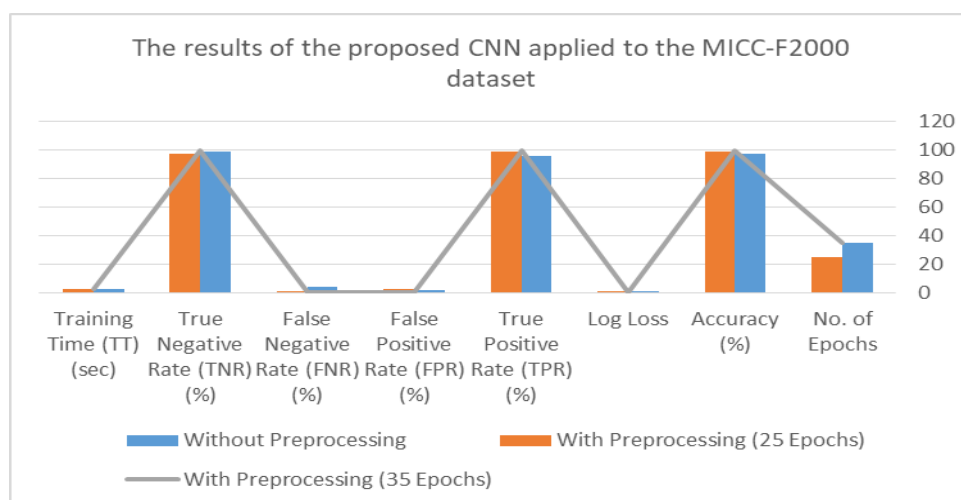 The results of the proposed CNN applied to the MICC-F2000
dataset
120
100
80
60
40
20
0
Training
Time (TT)
(sec)
True
Negative
Rate (TNR)
(%)
False
Negative
Rate (FNR)
(%)
False
Positive
Rate (FPR)
(%)
True
Positive
Rate (TPR)
(%)
Log Loss
Accuracy
(%)
No. of
Epochs
Without Preprocessing
With Preprocessing (25 Epochs)
With Preprocessing (35 Epochs)